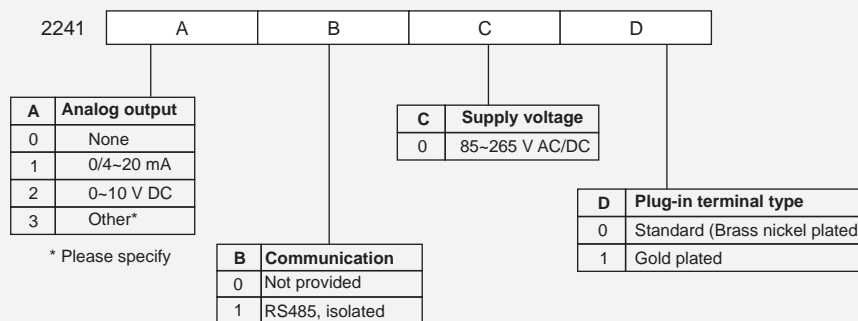 2241 A B C D
A Analog output
0 None
1 0/4~20 mA
2 0~10 V DC
3 Other*
* Please specify
B Communication
0 Not provided
1 RS485, isolated
C Supply voltage
0 85~265 V AC/DC
D Plug-in terminal type
0 Standard (Brass nickel plated
1 Gold plated